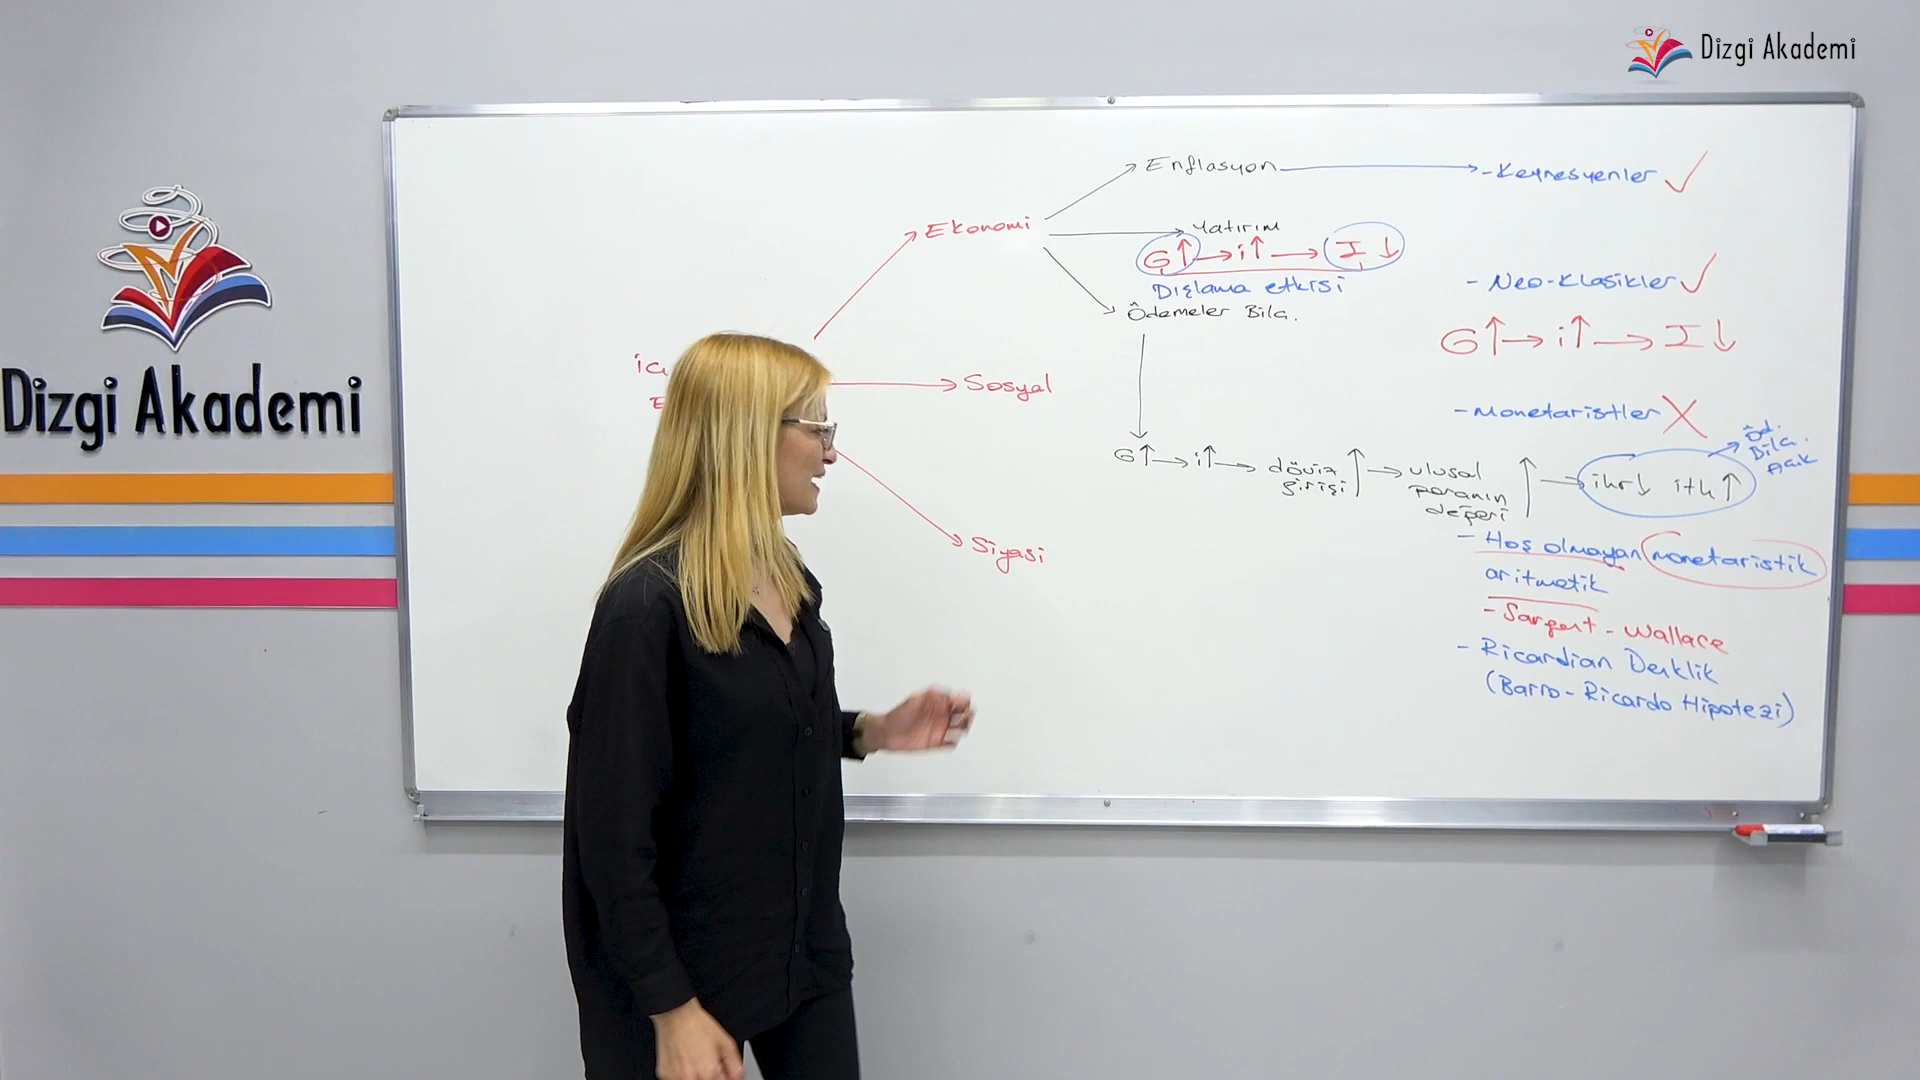 Dizgi Akademi
Dizgi Akademi
Enflasyon → - Keynesyenler ✓
Ekonomi
Yatırım
G↑ → i↑ → I↓
Dışlama etkisi
Ödemeler Bila.
- Neo-Klasikler ✓
G↑ → i↑ → I↓
Sosyal
- Monetaristler X
Öd.
Bila.
Açık
G↑ → i↑ → döviz girişi ↑ → ulusal paranın değeri ↑ → ihr↓ ith↑
Siyasi
- Hoş olmayan monetaristik
aritmetik
- Sargent - Wallace
- Ricardian Denklik
(Barro - Ricardo Hipotezi)